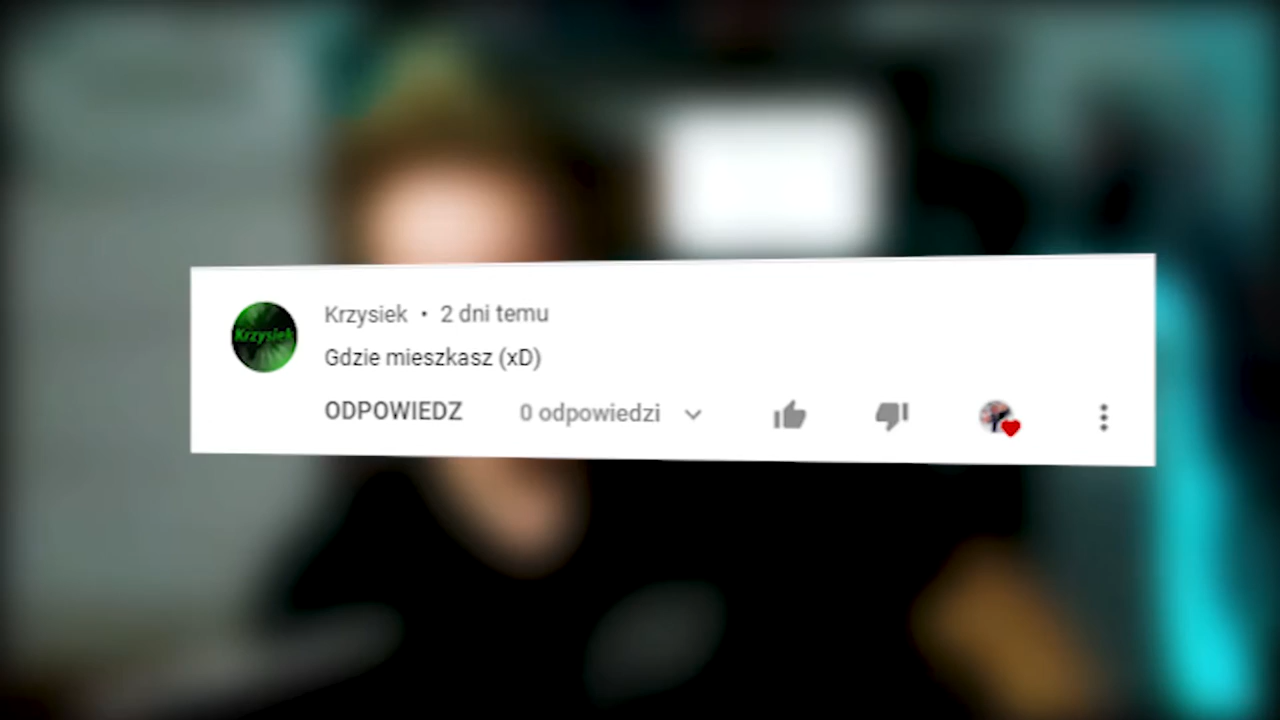 Krzysiek
Krzysiek • 2 dni temu
Gdzie mieszkasz (xD)
ODPOWIEDZ 0 odpowiedzi